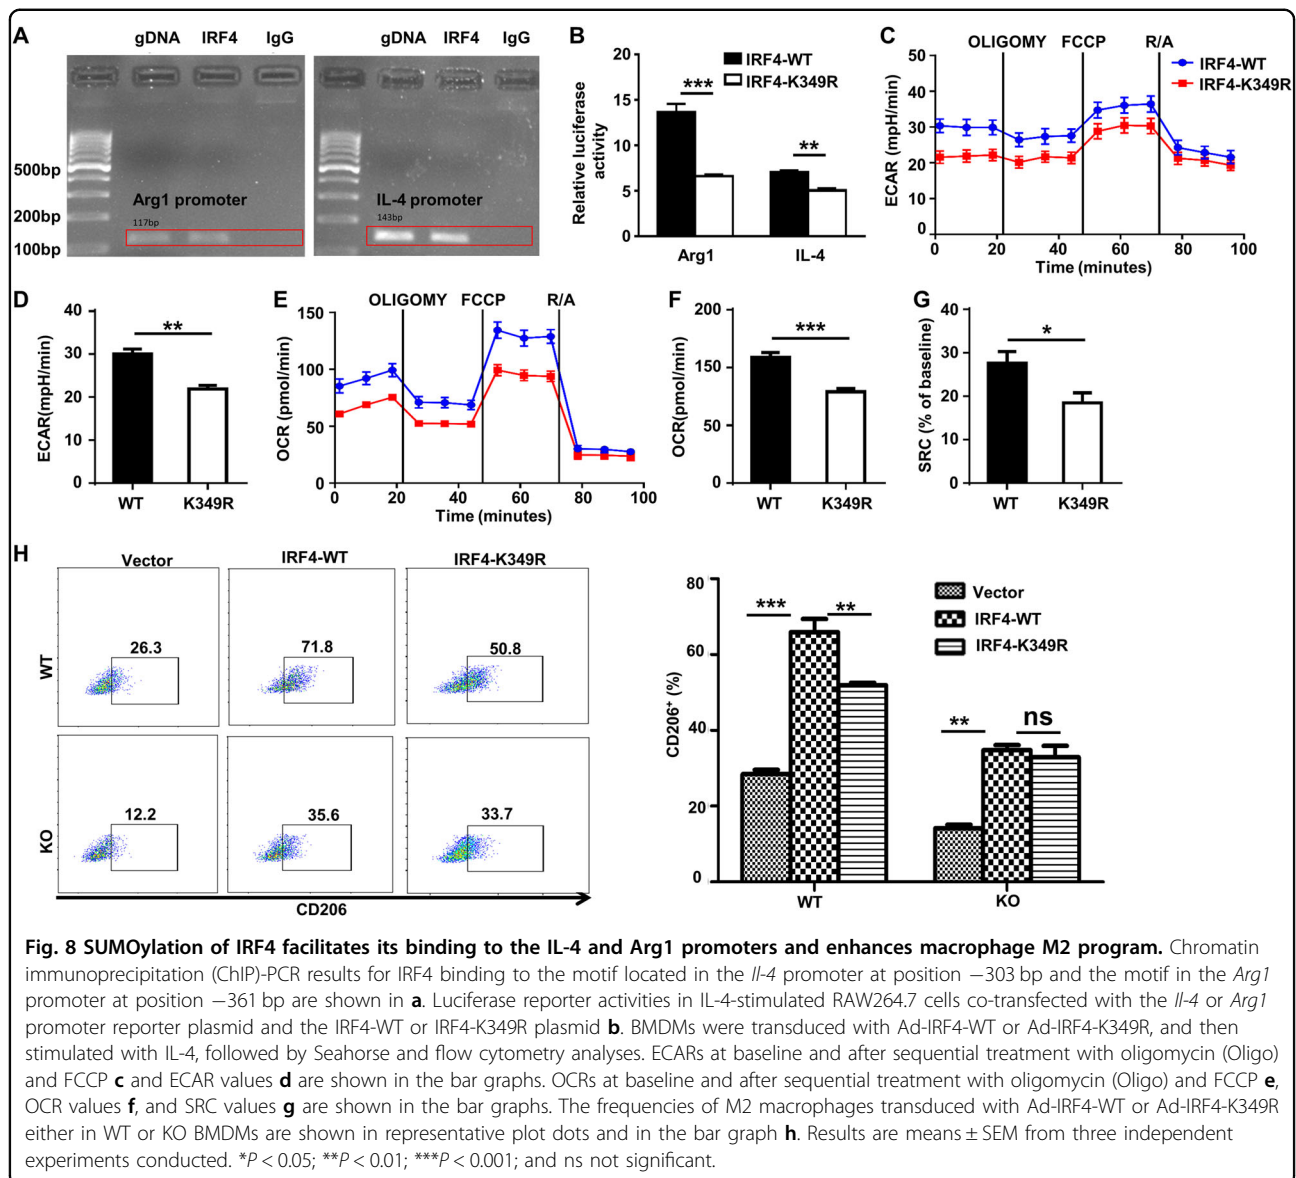 A
gDNA IRF4 IgG
gDNA IRF4 IgG
500bp
200bp
100bp
Arg1 promoter
117bp
IL-4 promoter
143bp
B
IRF4-WT
IRF4-K349R
Relative luciferase
activity
20
15
10
5
0
***
**
Arg1 IL-4
C
OLIGOMY FCCP R/A
IRF4-WT
IRF4-K349R
ECAR (mpH/min)
50
40
30
20
10
0
0 20 40 60 80 100
Time (minutes)
D
ECAR(mpH/min)
40
30
20
10
0
**
WT K349R
E
OLIGOMY FCCP R/A
OCR (pmol/min)
150
100
50
0
0 20 40 60 80 100
Time (minutes)
F
OCR(pmol/min)
200
150
50
0
***
WT K349R
G
SRC (% of baseline)
40
30
20
10
0
*
WT K349R
H
Vector IRF4-WT IRF4-K349R
WT
26.3 71.8 50.8
KO
12.2 35.6 33.7
CD206
CD206⁺ (%)
80
60
40
20
0
Vector
IRF4-WT
IRF4-K349R
*** **
** ns
WT KO
Fig. 8 SUMOylation of IRF4 facilitates its binding to the IL-4 and Arg1 promoters and enhances macrophage M2 program. Chromatin
immunoprecipitation (ChIP)-PCR results for IRF4 binding to the motif located in the Il-4 promoter at position −303 bp and the motif in the Arg1
promoter at position −361 bp are shown in a. Luciferase reporter activities in IL-4-stimulated RAW264.7 cells co-transfected with the Il-4 or Arg1
promoter reporter plasmid and the IRF4-WT or IRF4-K349R plasmid b. BMDMs were transduced with Ad-IRF4-WT or Ad-IRF4-K349R, and then
stimulated with IL-4, followed by Seahorse and flow cytometry analyses. ECARs at baseline and after sequential treatment with oligomycin (Oligo)
and FCCP c and ECAR values d are shown in the bar graphs. OCRs at baseline and after sequential treatment with oligomycin (Oligo) and FCCP e,
OCR values f, and SRC values g are shown in the bar graphs. The frequencies of M2 macrophages transduced with Ad-IRF4-WT or Ad-IRF4-K349R
either in WT or KO BMDMs are shown in representative plot dots and in the bar graph h. Results are means ± SEM from three independent
experiments conducted. *P < 0.05; **P < 0.01; ***P < 0.001; and ns not significant.